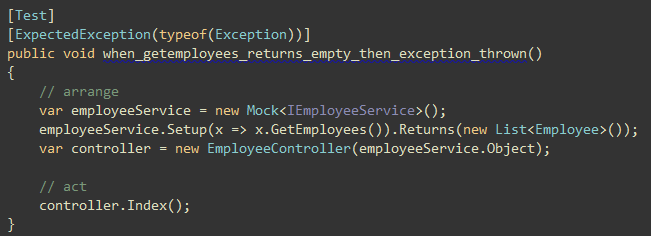 [Test]
[ExpectedException(typeof(Exception))]
public void when_getemployees_returns_empty_then_exception_thrown()
{
    // arrange
    var employeeService = new Mock<IEmployeeService>();
    employeeService.Setup(x => x.GetEmployees()).Returns(new List<Employee>());
    var controller = new EmployeeController(employeeService.Object);

    // act
    controller.Index();
}